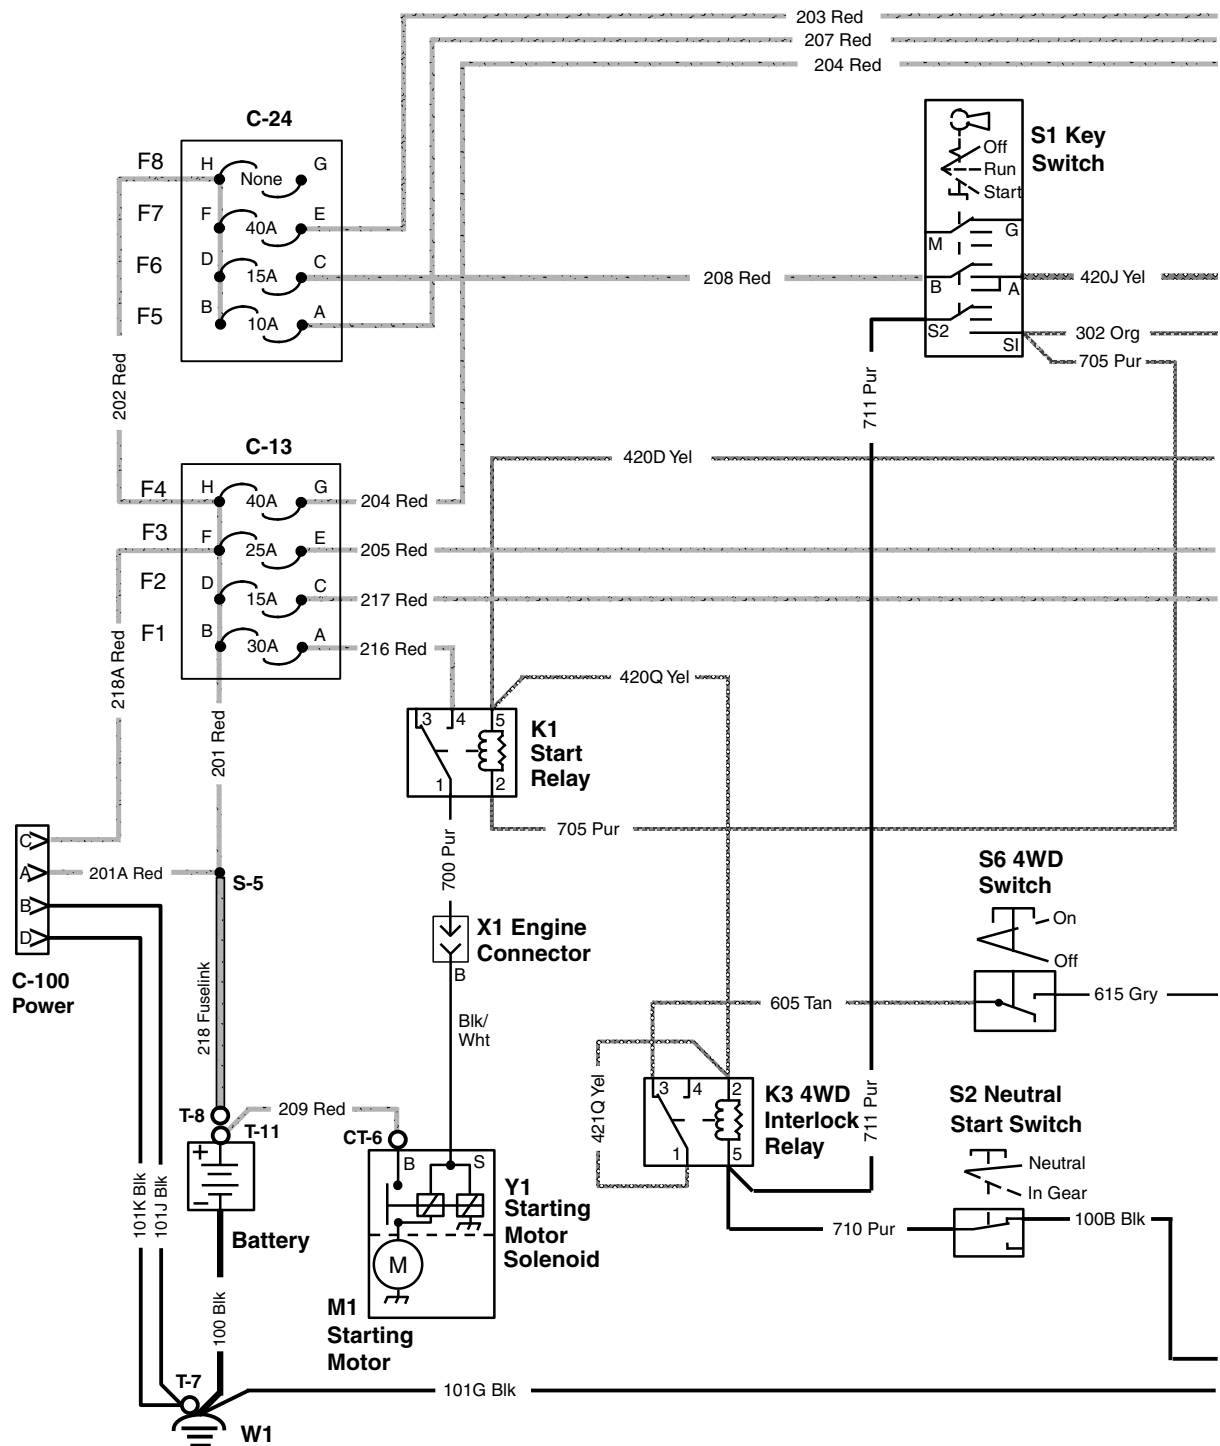 203 Red
207 Red
204 Red
C-24
S1 Key
Switch
Off
Run
Start
F8
H
None
G
F7
F
40A
E
F6
D
15A
C
F5
B
10A
A
M
G
B
A
S2
SI
208 Red
420J Yel
302 Org
705 Pur
202 Red
711 Pur
C-13
420D Yel
F4
H
40A
G
204 Red
F3
F
25A
E
205 Red
F2
D
15A
C
217 Red
F1
B
30A
A
216 Red
218A Red
201 Red
420Q Yel
3
4
5
1
2
K1
Start
Relay
705 Pur
700 Pur
C
A
B
D
201A Red
S-5
C-100
Power
218 Fuselink
X1 Engine
Connector
B
Blk/
Wht
S6 4WD
Switch
On
Off
605 Tan
615 Gry
421Q Yel
3
4
2
1
5
K3 4WD
Interlock
Relay
711 Pur
S2 Neutral
Start Switch
Neutral
In Gear
710 Pur
100B Blk
T-8
T-11
209 Red
CT-6
+
–
Battery
B
S
M
Y1
Starting
Motor
Solenoid
M1
Starting
Motor
101K Blk
101J Blk
100 Blk
T-7
101G Blk
W1